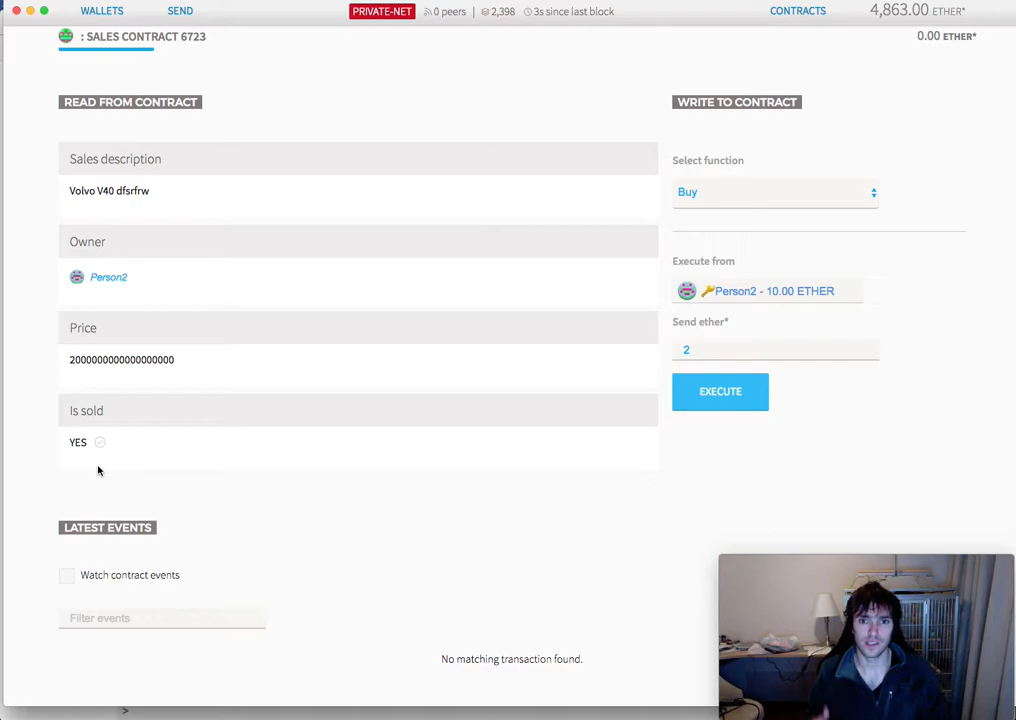 WALLETS SEND PRIVATE-NET 0 peers | 2,398 3s since last block CONTRACTS 4,863.00 ETHER*
: SALES CONTRACT 6723 0.00 ETHER*
READ FROM CONTRACT
Sales description
Volvo V40 dfsrfrw
Owner
Person2
Price
2000000000000000000
Is sold
YES
LATEST EVENTS
Watch contract events
Filter events
No matching transaction found.
>
WRITE TO CONTRACT
Select function
Buy
Execute from
Person2 - 10.00 ETHER
Send ether*
2
EXECUTE